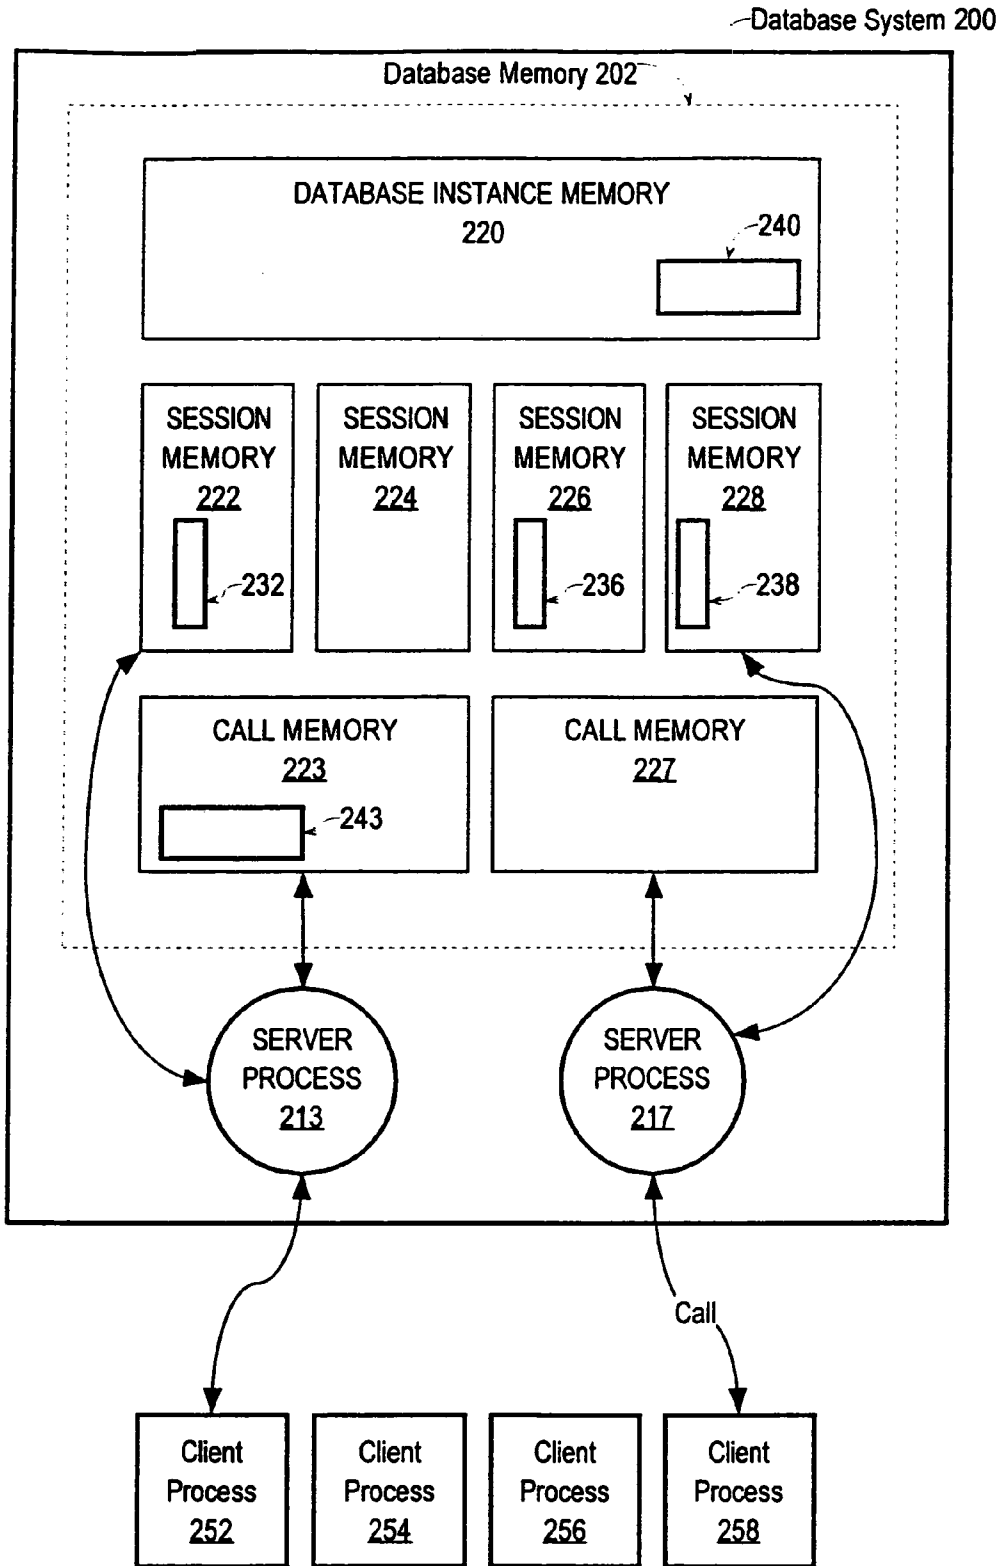 Database System 200
Database Memory 202
DATABASE INSTANCE MEMORY
220
240
SESSION
MEMORY
222
232
SESSION
MEMORY
224
SESSION
MEMORY
226
236
SESSION
MEMORY
228
238
CALL MEMORY
223
243
CALL MEMORY
227
SERVER
PROCESS
213
SERVER
PROCESS
217
Call
Client
Process
252
Client
Process
254
Client
Process
256
Client
Process
258